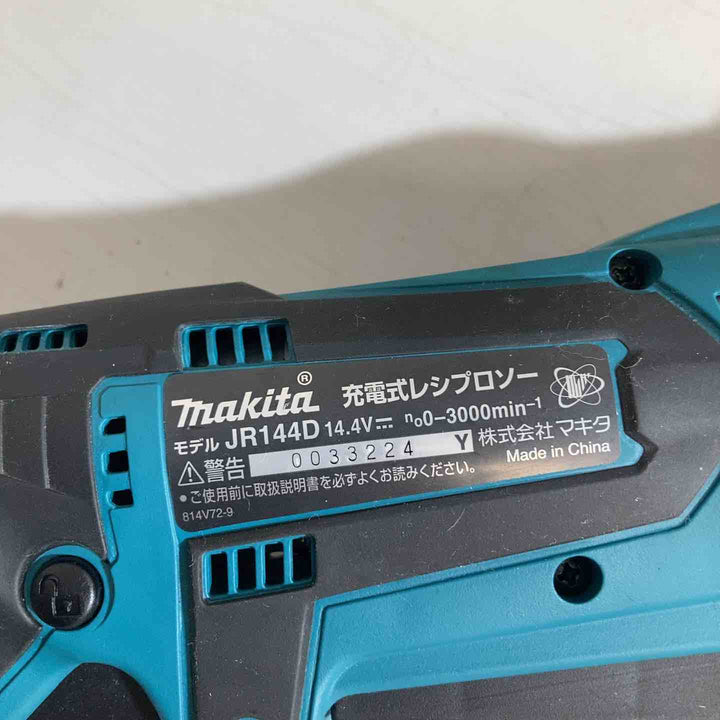 makita® 充電式レシプロソー
モデル JR144D 14.4V⎓ n₀0-3000min⁻¹
⚠警告 0033224 Y 株式会社マキタ
Made in China
•ご使用前に取扱説明書を必ずよくお読みください。
814V72-9